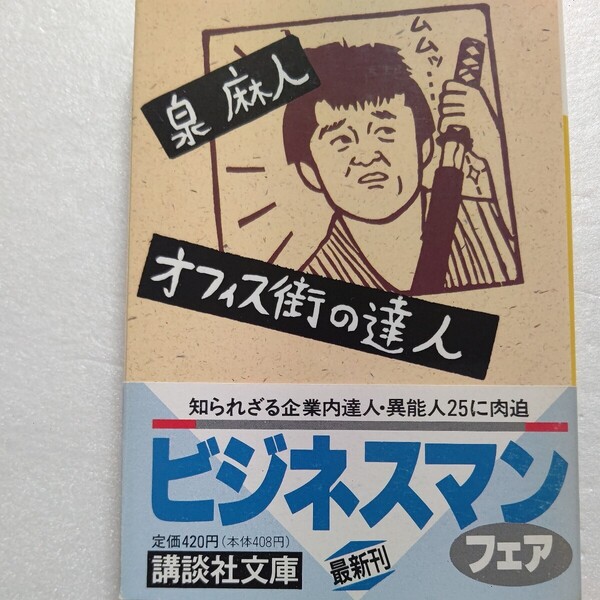 泉麻人
ムムッ…
オフィス街の達人
知られざる企業内達人・異能人25に肉迫
ビジネスマン
フェア
定価420円(本体408円)
講談社文庫
最新刊